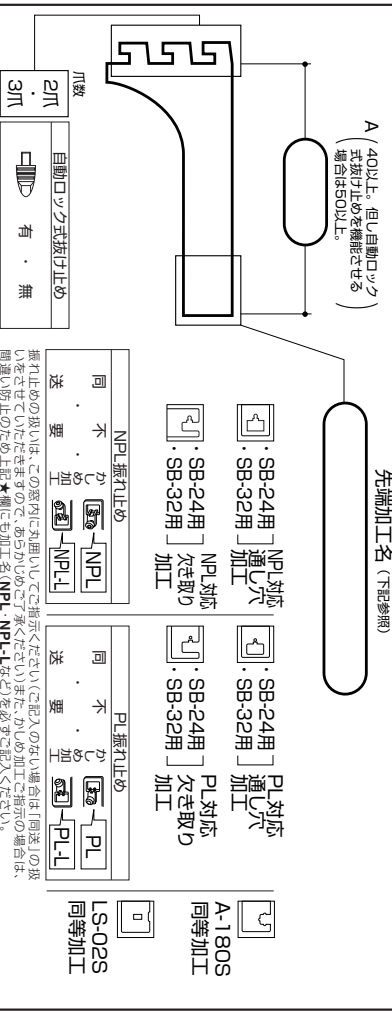 A（40以上。但し自動ロック
式抜け止めを機能させる
場合は50以上。）
先端加工名（下記参照）
爪数
2爪
・
3爪
自動ロック式抜け止め
有 ・ 無
・SB-24用
・SB-32用
NPL対応
通し穴
加工
・SB-24用
・SB-32用
NPL対応
欠き取り
加工
NPL振れ止め
同送 ・ 不要 ・ かしめ加工
NPL
NPL-L
・SB-24用
・SB-32用
PL対応
通し穴
加工
・SB-24用
・SB-32用
PL対応
欠き取り
加工
PL振れ止め
同送 ・ 不要 ・ かしめ加工
PL
PL-L
A-180S
同等加工
LS-02S
同等加工
振れ止めの扱いは、この窓内に丸囲いしてご指示ください（ご記入のない場合は「同送」の扱
いをさせていただきますので、あらかじめご了承ください）また、かしめ加工ご指示の場合は、
間違い防止のため上記★欄にも加工名（NPL・NPL-Lなど）を必ずご記入ください。